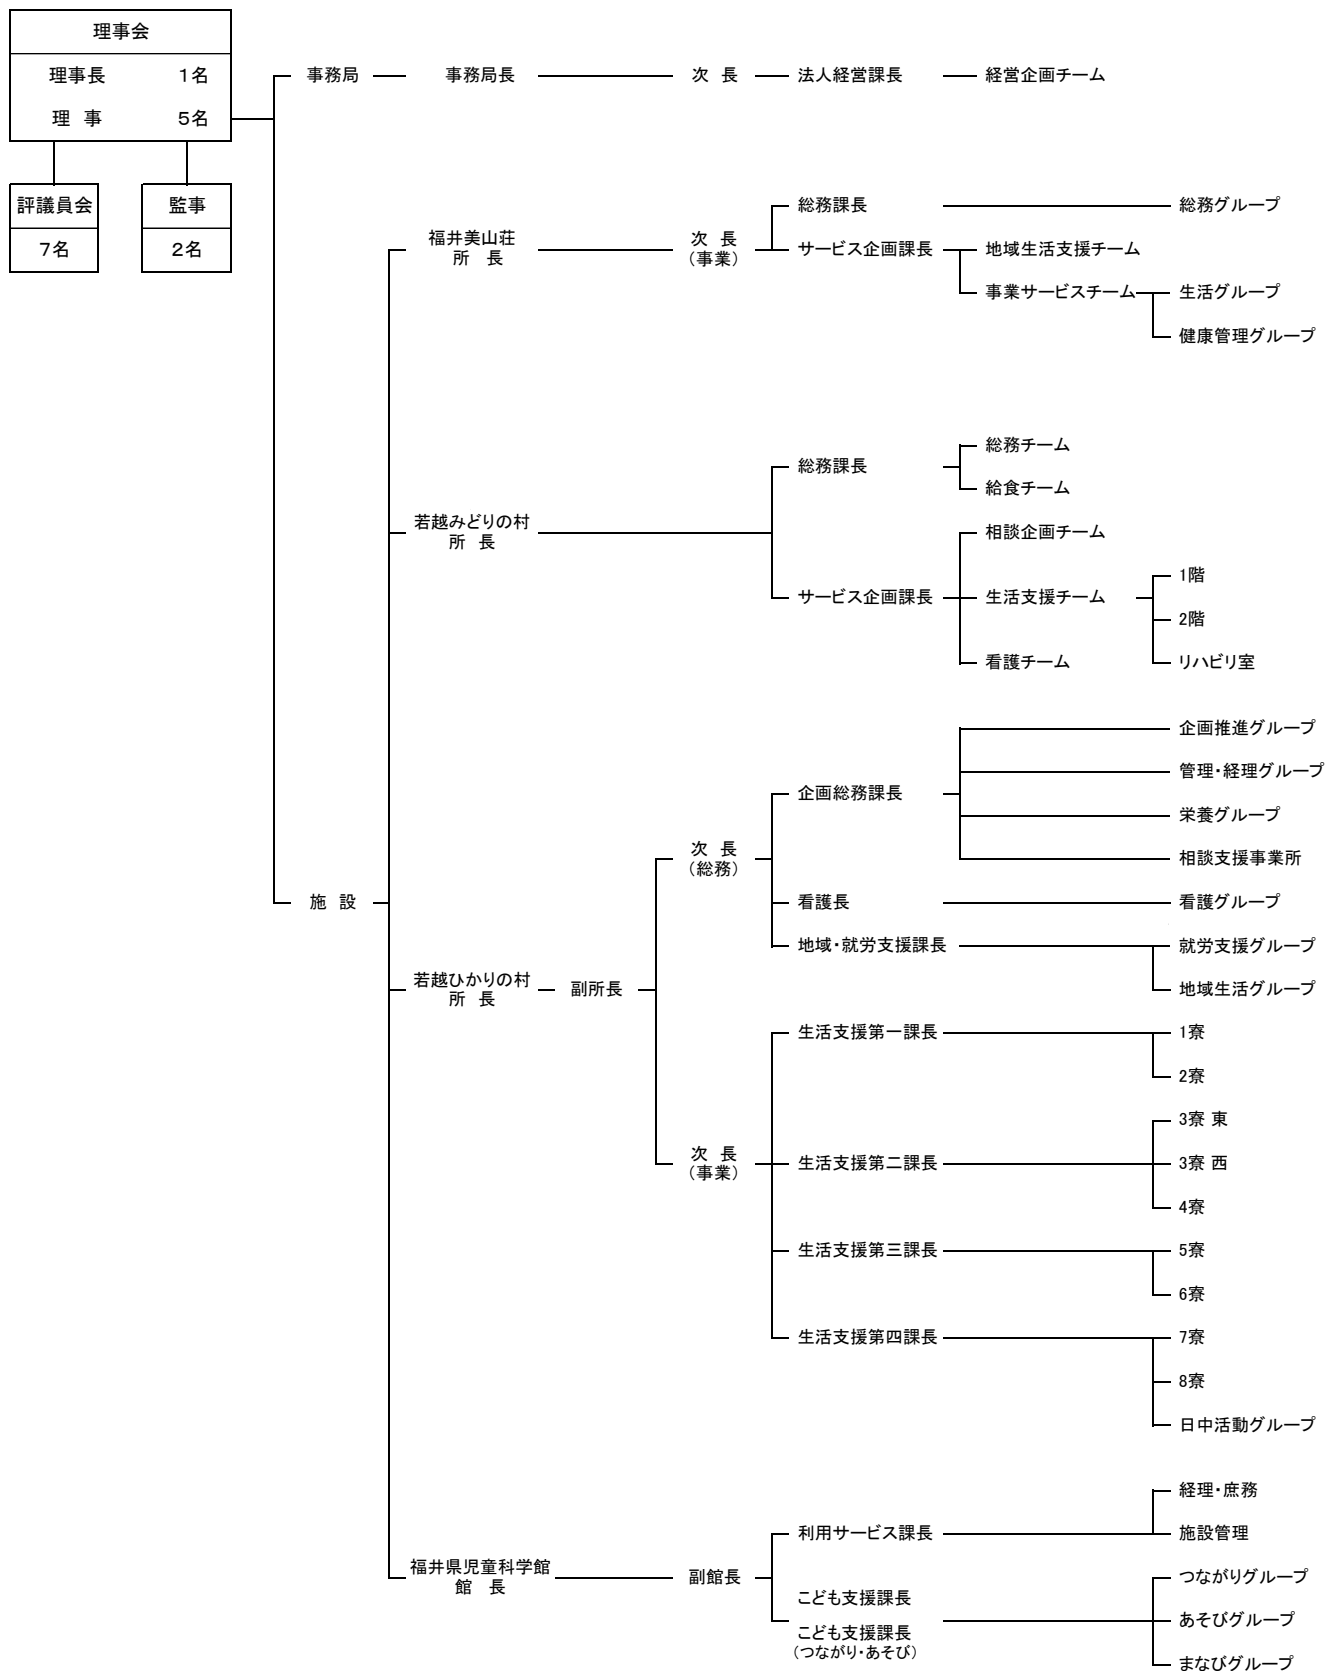 理事会
理事長 1名
理 事 5名
評議員会
7名
監事
2名
事務局 事務局長 次 長 法人経営課長 経営企画チーム
施 設
福井美山荘
所 長
次 長
（事業）
総務課長 総務グループ
サービス企画課長 地域生活支援チーム
事業サービスチーム 生活グループ
健康管理グループ
若越みどりの村
所 長
総務課長
総務チーム
給食チーム
サービス企画課長
相談企画チーム
生活支援チーム
1階
2階
リハビリ室
看護チーム
若越ひかりの村
所 長
副所長
次 長
（総務）
企画総務課長
企画推進グループ
管理・経理グループ
栄養グループ
相談支援事業所
看護長 看護グループ
地域・就労支援課長 就労支援グループ
地域生活グループ
次 長
（事業）
生活支援第一課長 1寮
2寮
生活支援第二課長
3寮 東
3寮 西
4寮
生活支援第三課長 5寮
6寮
生活支援第四課長 7寮
8寮
日中活動グループ
福井県児童科学館
館 長
副館長
利用サービス課長
経理・庶務
施設管理
こども支援課長
こども支援課長
（つながり・あそび）
つながりグループ
あそびグループ
まなびグループ